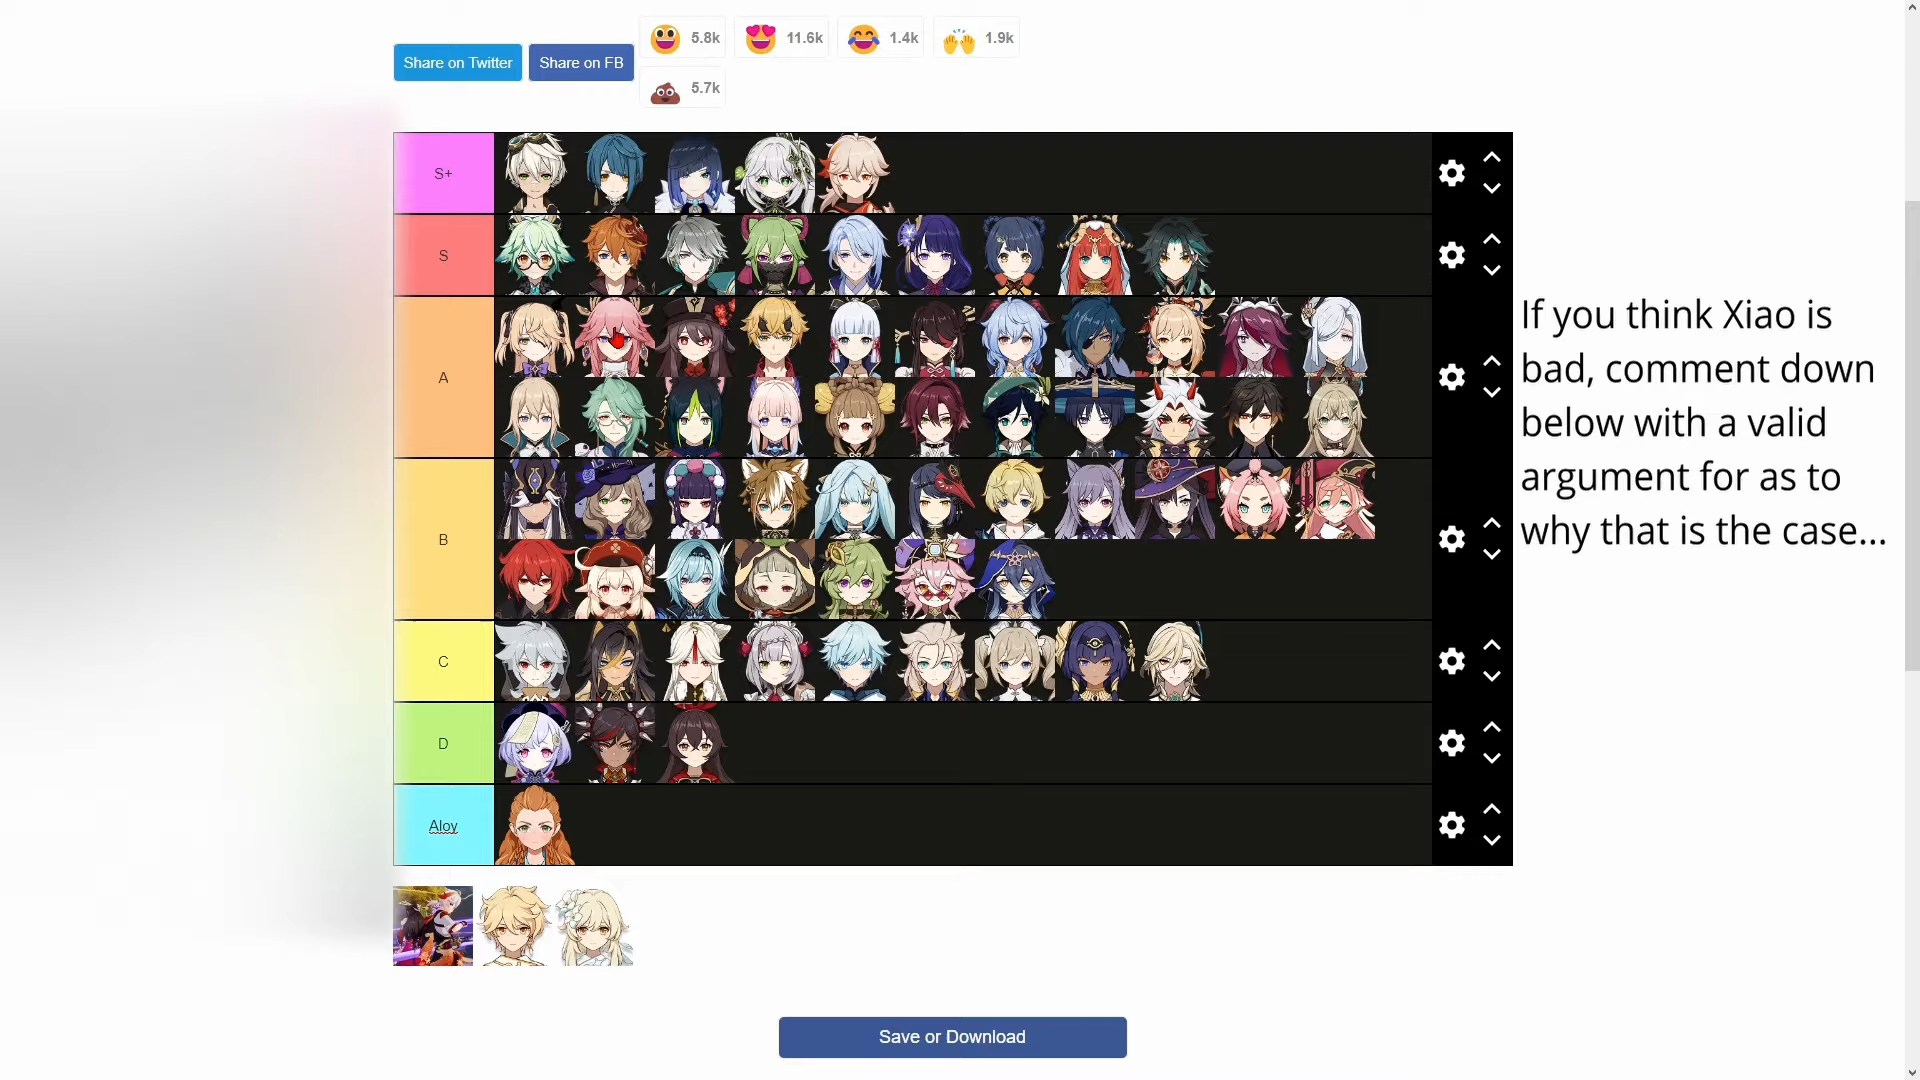 Share on Twitter
Share on FB
5.8k
11.6k
1.4k
1.9k
5.7k
S+
S
A
B
C
D
Aloy
If you think Xiao is
bad, comment down
below with a valid
argument for as to
why that is the case...
Save or Download